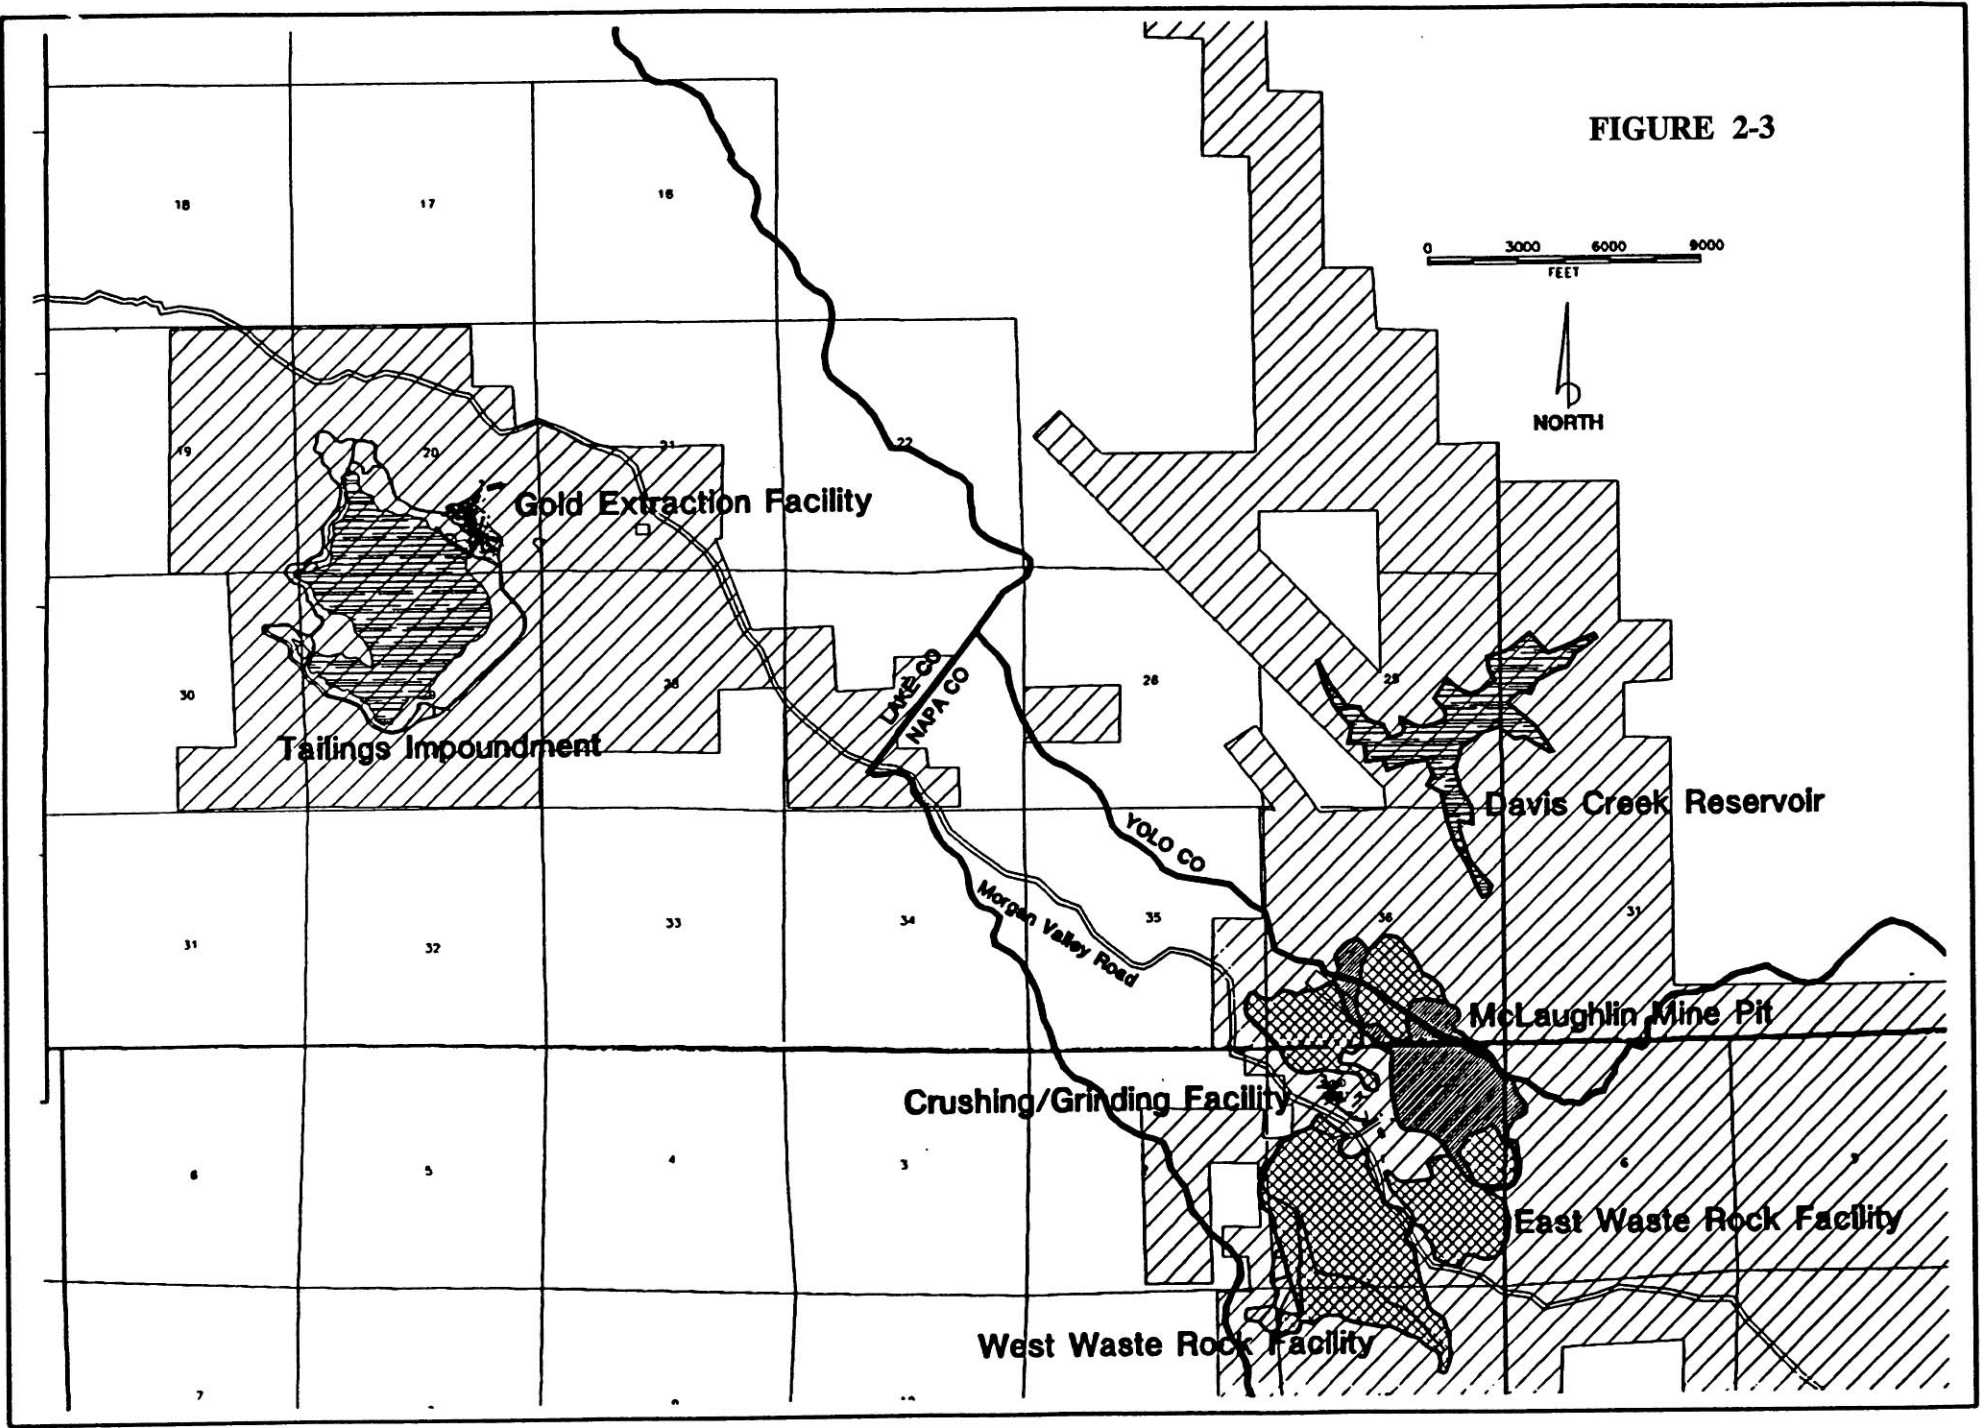 FIGURE 2-3
0 3000 6000 9000
FEET
NORTH
18 17 16
19 20 21 22
Gold Extraction Facility
30 28 26 25
LAKE CO
NAPA CO
Tailings Impoundment
Davis Creek Reservoir
YOLO CO
31 32 33 34 35 36 31
Morgan Valley Road
McLaughlin Mine Pit
Crushing/Grinding Facility
6 5 4 3 6
East Waste Rock Facility
West Waste Rock Facility
7